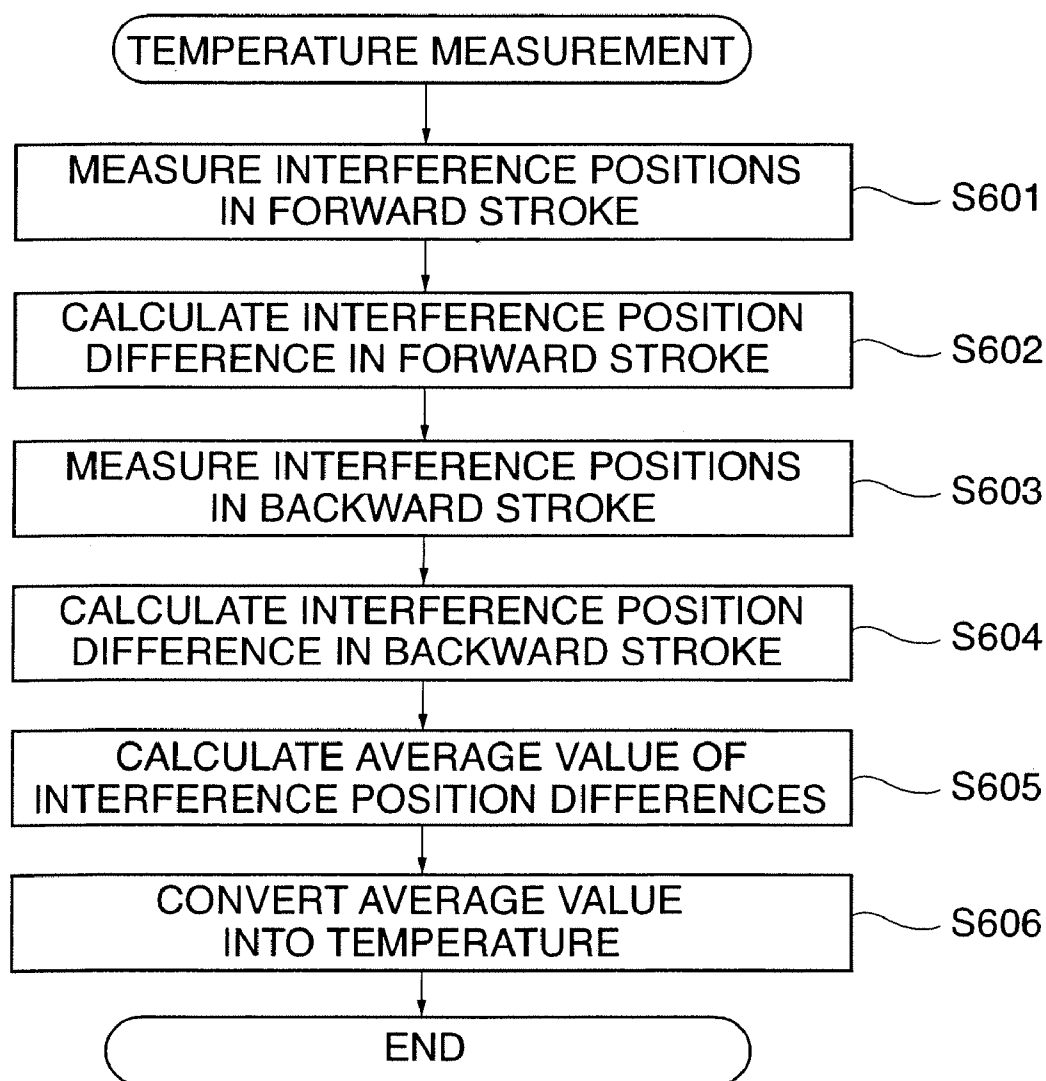 TEMPERATURE MEASUREMENT
MEASURE INTERFERENCE POSITIONS
IN FORWARD STROKE
S601
CALCULATE INTERFERENCE POSITION
DIFFERENCE IN FORWARD STROKE
S602
MEASURE INTERFERENCE POSITIONS
IN BACKWARD STROKE
S603
CALCULATE INTERFERENCE POSITION
DIFFERENCE IN BACKWARD STROKE
S604
CALCULATE AVERAGE VALUE OF
INTERFERENCE POSITION DIFFERENCES
S605
CONVERT AVERAGE VALUE
INTO TEMPERATURE
S606
END